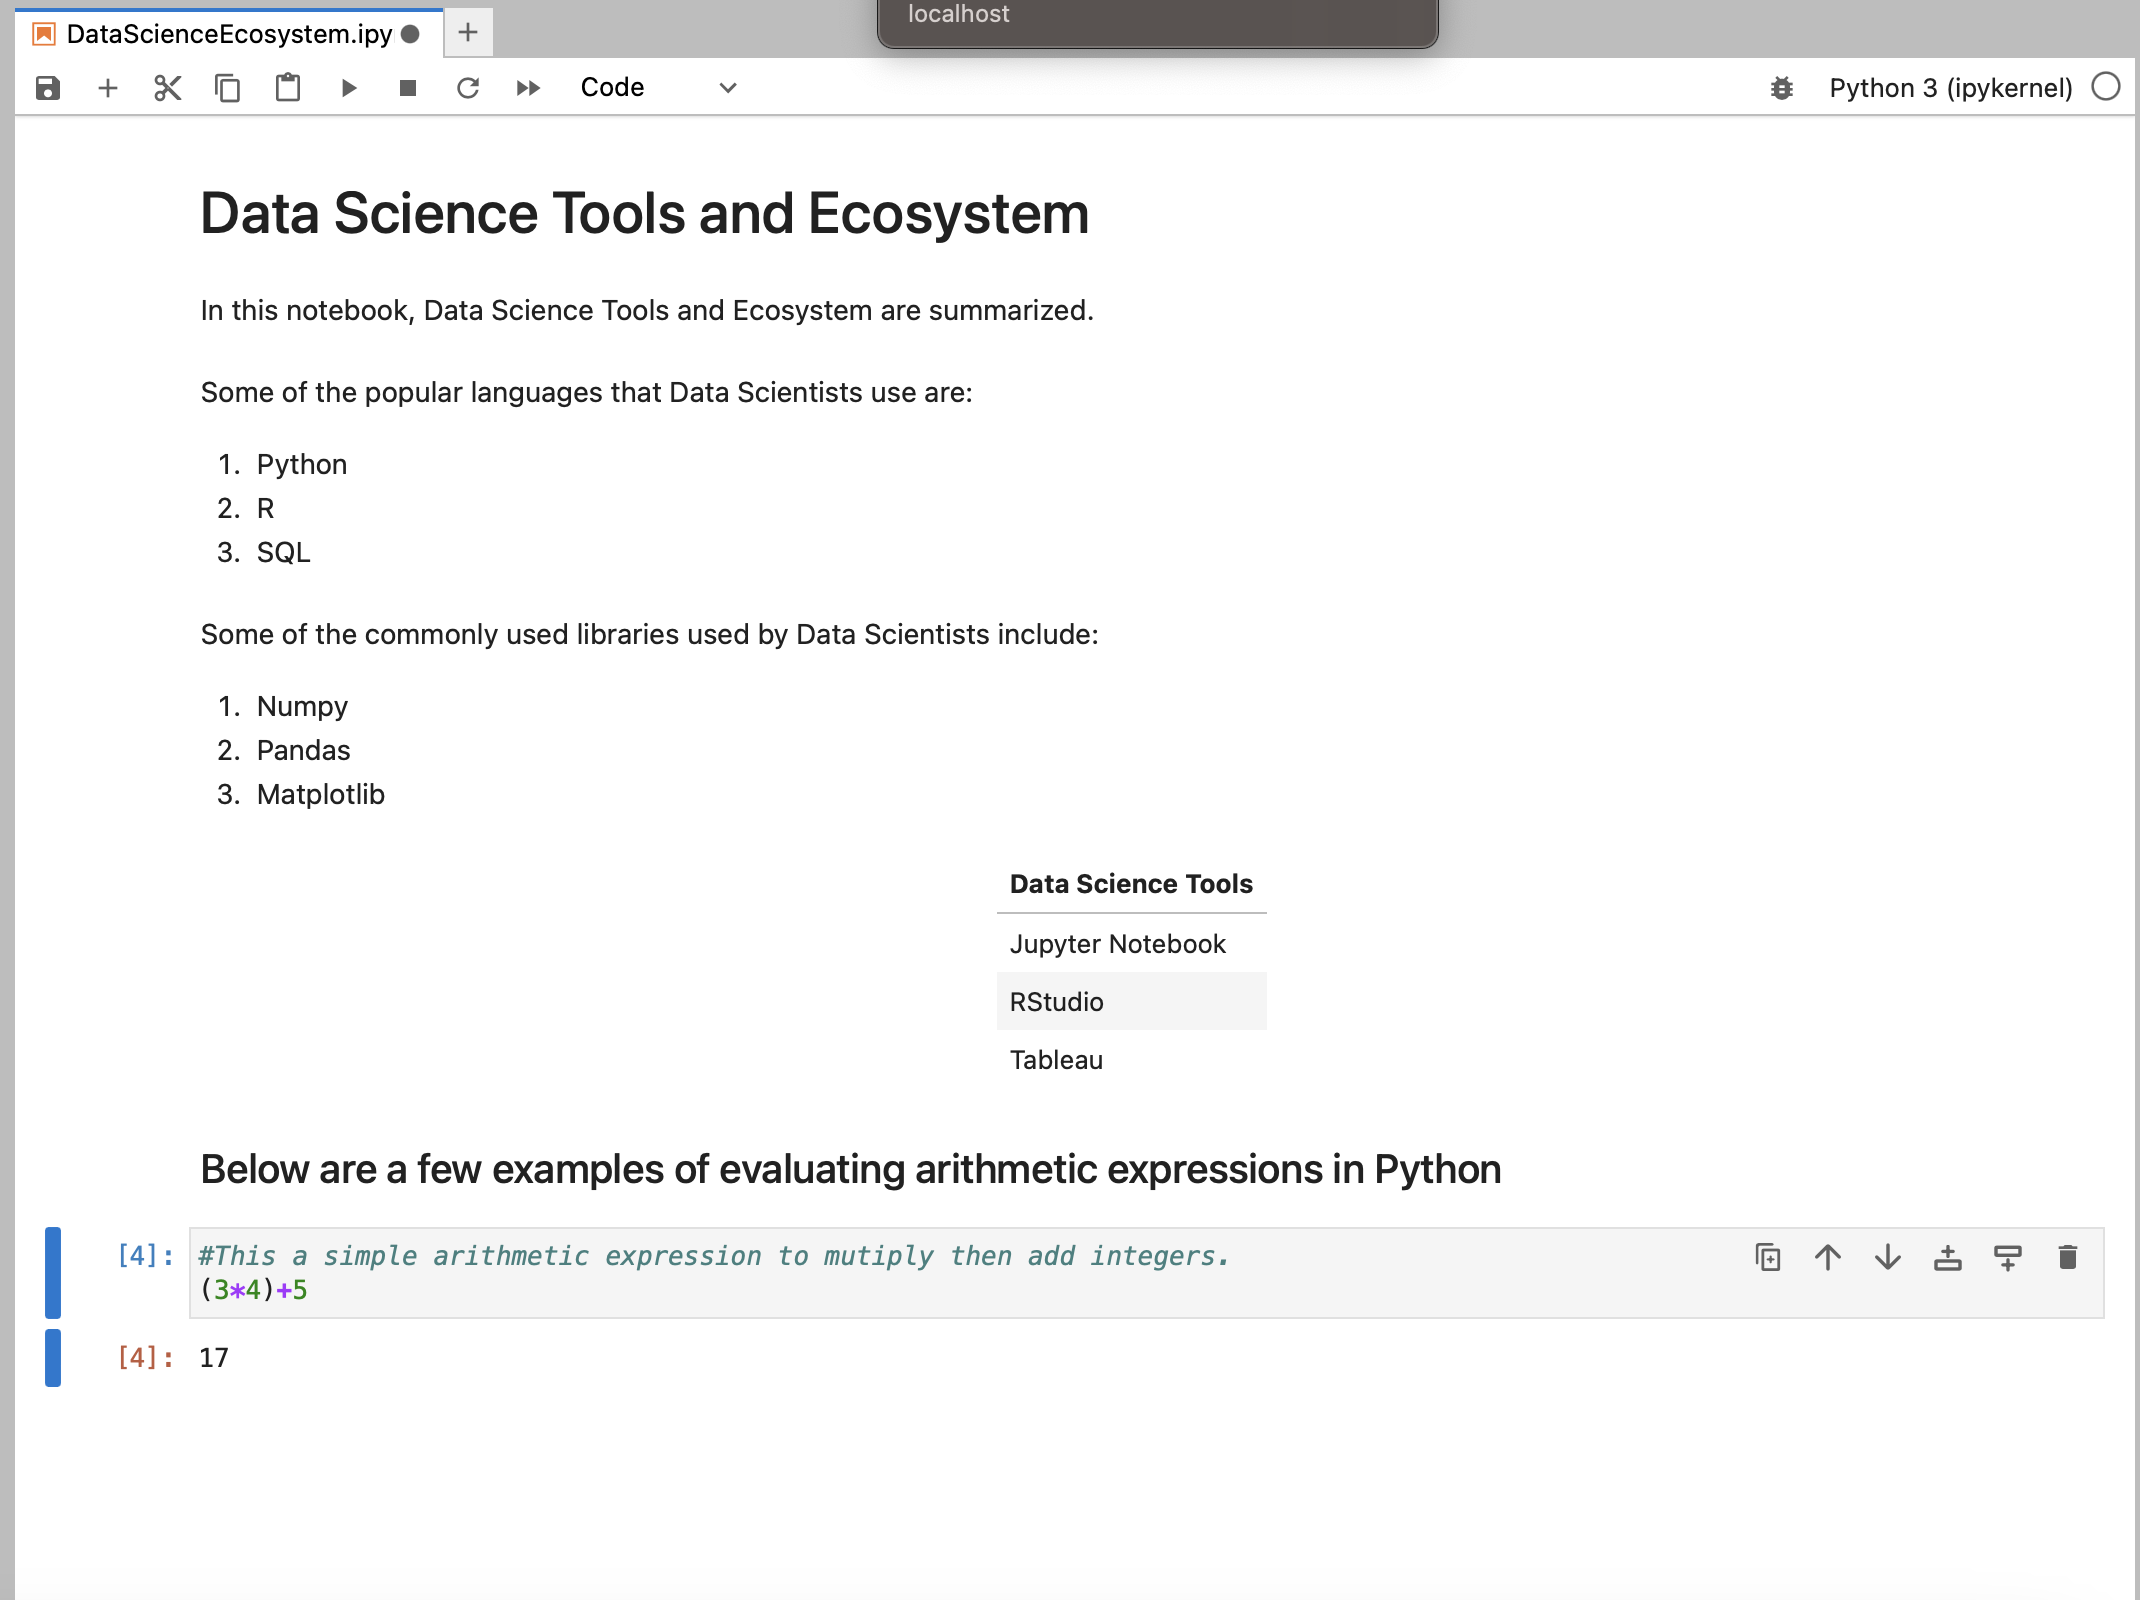 localhost
DataScienceEcosystem.ipy
Code
Python 3 (ipykernel)
Data Science Tools and Ecosystem
In this notebook, Data Science Tools and Ecosystem are summarized.
Some of the popular languages that Data Scientists use are:
1. Python
2. R
3. SQL
Some of the commonly used libraries used by Data Scientists include:
1. Numpy
2. Pandas
3. Matplotlib
Data Science Tools
Jupyter Notebook
RStudio
Tableau
Below are a few examples of evaluating arithmetic expressions in Python
[4]: #This a simple arithmetic expression to mutiply then add integers.
(3*4)+5
[4]: 17